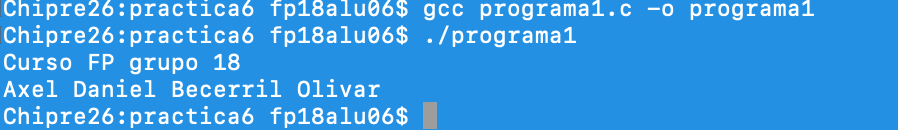 Chipre26:practica6 fp18alu06$ gcc programa1.c -o programa1
Chipre26:practica6 fp18alu06$ ./programa1
Curso FP grupo 18
Axel Daniel Becerril Olivar
Chipre26:practica6 fp18alu06$